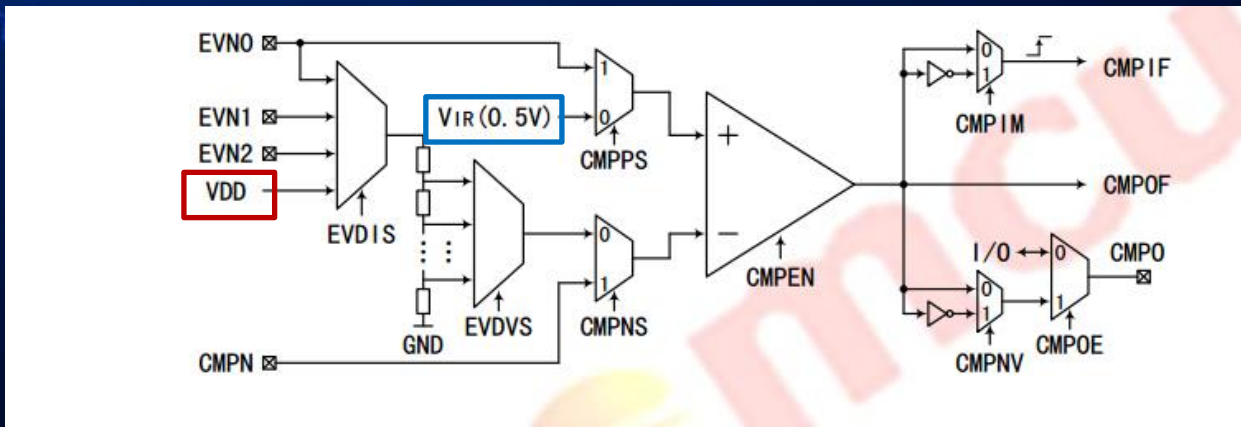 EVN0
EVN1
EVN2
VDD
EVDIS
VIR(0.5V)
1
0
CMPPS
GND
EVDVS
0
1
CMPNS
CMPN
+
−
CMPEN
0
1
CMPIM
CMPIF
CMPOF
I/O
0
1
CMPNV
0
1
CMPOE
CMPO
mcu